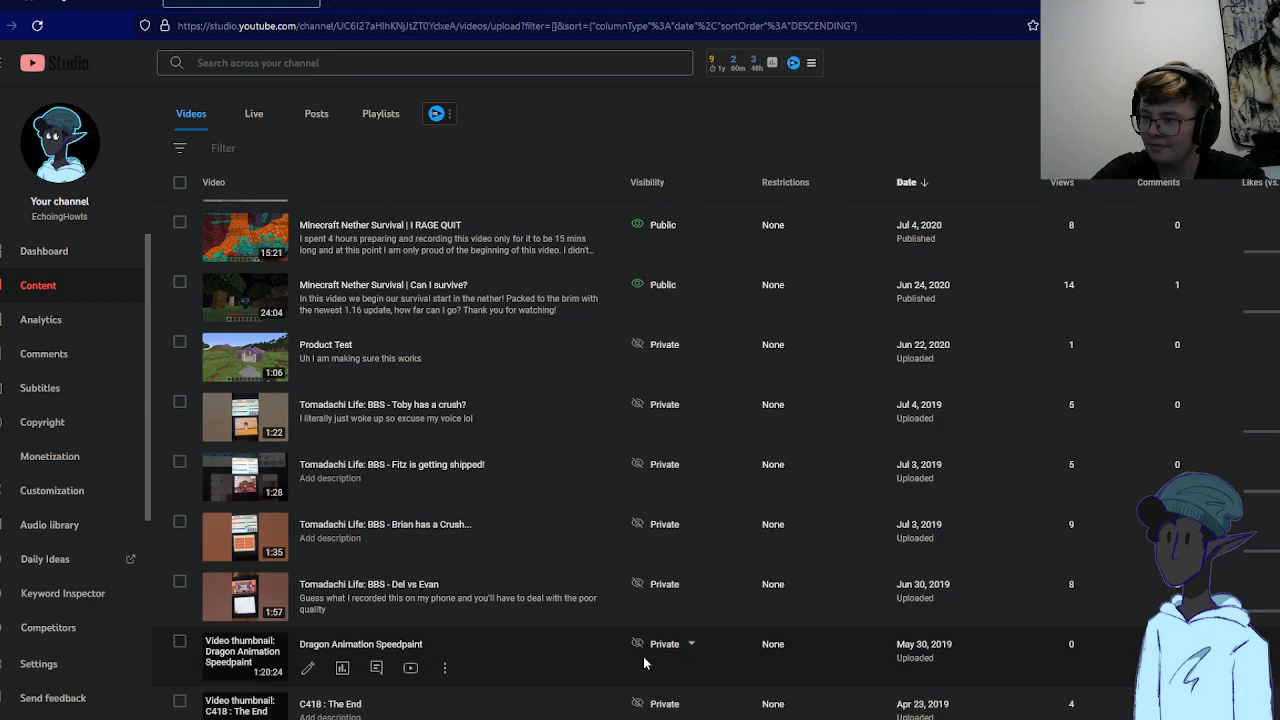 https://studio.youtube.com/channel/UC6I27aHlhKNjJtZT0YdxeA/videos/upload?filter=[]&sort={"columnType"%3A"date"%2C"sortOrder"%3A"DESCENDING"}
Studio
Search across your channel
9 2 3
1y 60m 48h
Videos Live Posts Playlists
Filter
Video Visibility Restrictions Date Views Comments Likes (vs.
Your channel
EchoingHowls
Dashboard
Content
Analytics
Comments
Subtitles
Copyright
Monetization
Customization
Audio library
Daily Ideas
Keyword Inspector
Competitors
Settings
Send feedback
15:21
Minecraft Nether Survival | I RAGE QUIT
I spent 4 hours preparing and recording this video only for it to be 15 mins
long and at this point I am only proud of the beginning of this video. I didn't...
Public None Jul 4, 2020 8 0
Published
24:04
Minecraft Nether Survival | Can I survive?
In this video we begin our survival start in the nether! Packed to the brim with
the newest 1.16 update, how far can I go? Thank you for watching!
Public None Jun 24, 2020 14 1
Published
1:06
Product Test
Uh I am making sure this works
Private None Jun 22, 2020 1 0
Uploaded
1:22
Tomadachi Life: BBS - Toby has a crush?
I literally just woke up so excuse my voice lol
Private None Jul 4, 2019 5 0
Uploaded
1:28
Tomadachi Life: BBS - Fitz is getting shipped!
Add description
Private None Jul 3, 2019 5 0
Uploaded
1:35
Tomadachi Life: BBS - Brian has a Crush...
Add description
Private None Jul 3, 2019 9 0
Uploaded
1:57
Tomadachi Life: BBS - Del vs Evan
Guess what I recorded this on my phone and you'll have to deal with the poor
quality
Private None Jun 30, 2019 8 0
Uploaded
Video thumbnail:
Dragon Animation
Speedpaint
1:20:24
Dragon Animation Speedpaint
Private None May 30, 2019 0 0
Uploaded
Video thumbnail:
C418 : The End
C418 : The End
Private None Apr 23, 2019 4 0
Uploaded